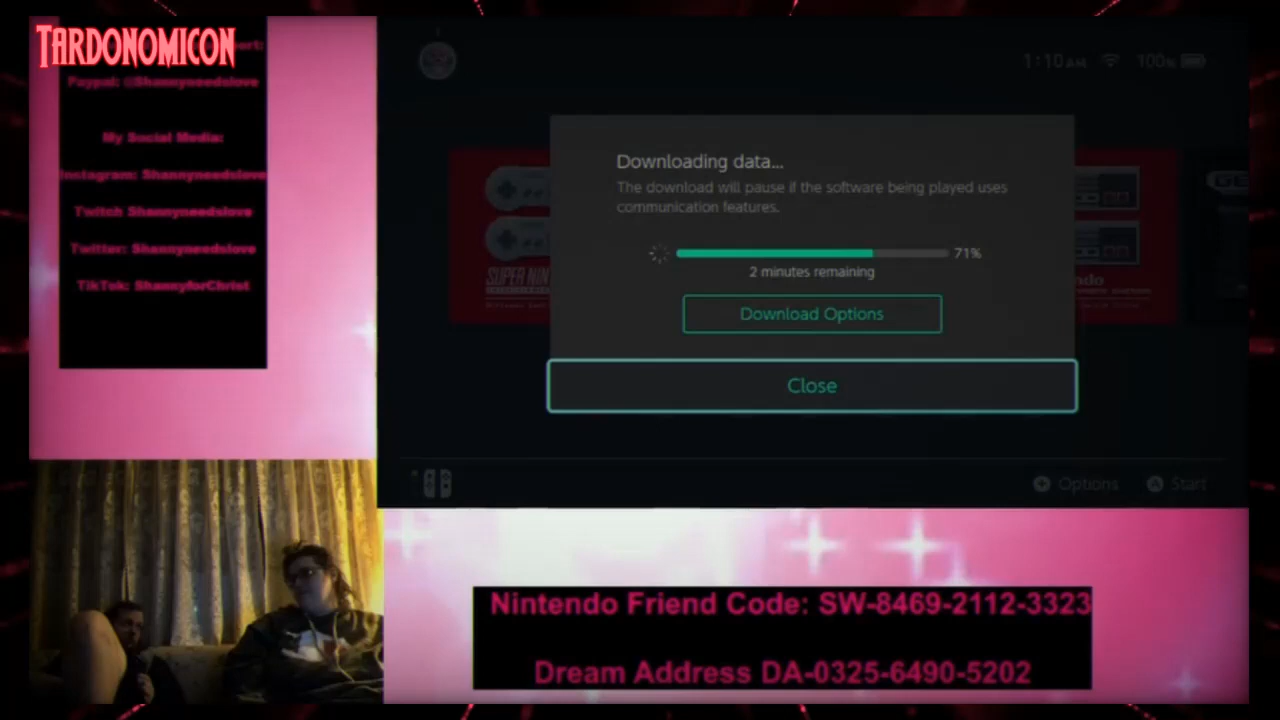 TARDONOMICON
Paypal: @Shannyneedslove
My Social Media:
Instagram: Shannyneedslove
Twitch Shannyneedslove
Twitter: Shannyneedslove
TikTok: ShannyforChrist
1:10 AM 100%
Downloading data...
The download will pause if the software being played uses
communication features.
71%
2 minutes remaining
Download Options
Close
SUPER NIN
Options Start
Nintendo Friend Code: SW-8469-2112-3323
Dream Address DA-0325-6490-5202